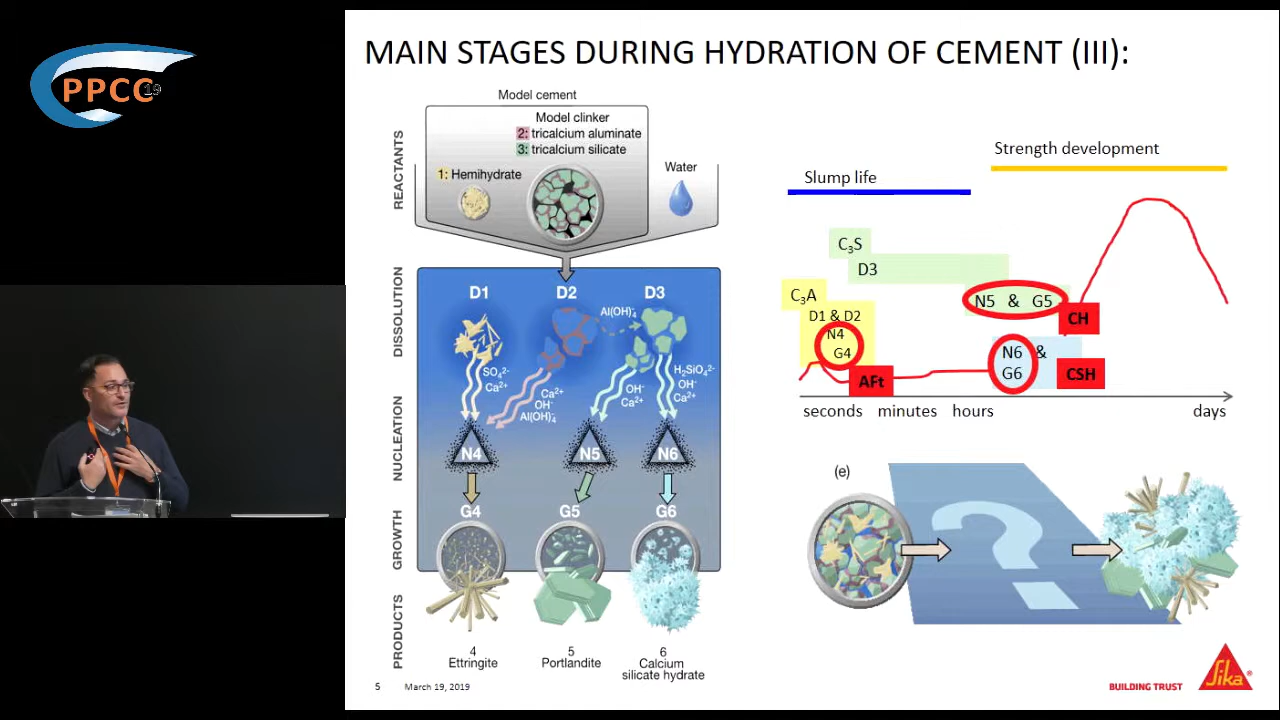 PPCC 19
MAIN STAGES DURING HYDRATION OF CEMENT (III):
Model cement
Model clinker
2: tricalcium aluminate
3: tricalcium silicate
1: Hemihydrate
Water
REACTANTS
DISSOLUTION
NUCLEATION
GROWTH
PRODUCTS
D1 D2 D3
Al(OH)₄⁻
SO₄²⁻
Ca²⁺
Ca²⁺
OH⁻
Al(OH)₄⁻
OH⁻
Ca²⁺
H₂SiO₄²⁻
OH⁻
Ca²⁺
N4 N5 N6
G4 G5 G6
4
Ettringite
5
Portlandite
6
Calcium
silicate hydrate
Slump life
Strength development
C₃S
D3
C₃A
D1 & D2
N4
G4
N5 & G5
CH
N6 &
G6
CSH
AFt
seconds minutes hours days
(e)
?
5 March 19, 2019
BUILDING TRUST
Sika®